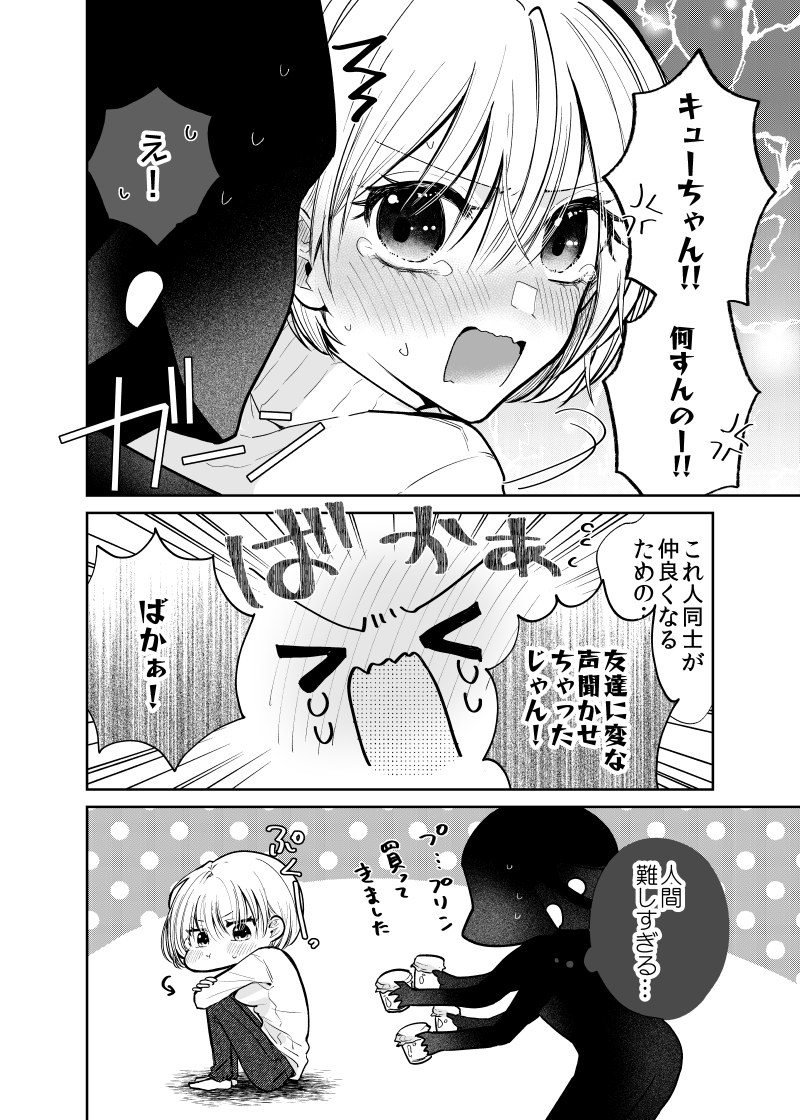 キューちゃん!!
何すんのー!!
え!
ガ
これ人同士が
仲良くなる
ための…
ばかぁ
友達に変な
声聞かせ
ちゃった
じゃん!
ばかぁ!
人間
難しすぎる…
プ…プリン
買って
きました
ぷくーっ